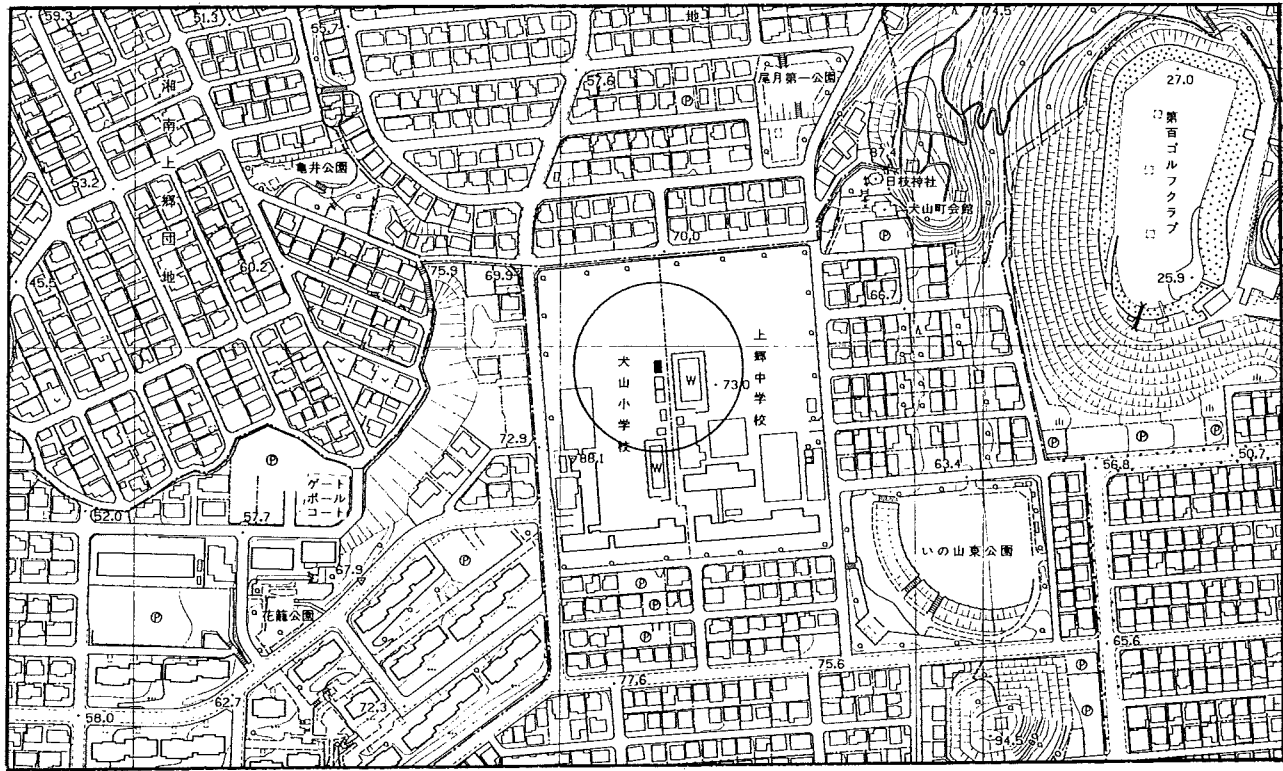 59.3
51.3
55.7
地
74.5
湘南上郷団地
57.6
尾月第一公園
27.0
第百ゴルフクラブ
Ⓟ
亀井公園
53.2
97.4
日枝神社
犬山町会館
70.0
Ⓟ
45.5
60.2
75.9
69.9
66.7
25.9
犬山小学校
上郷中学校
W
73.0
72.9
88.1
W
63.4
Ⓟ
Ⓟ
Ⓟ
56.8
50.7
Ⓟ
ゲート
ボール
コート
52.0
57.7
67.9
Ⓟ
いの山東公園
Ⓟ
Ⓟ
Ⓟ
Ⓟ
花籠公園
65.6
75.6
77.6
Ⓟ
Ⓟ
58.0
62.7
72.3
94.5